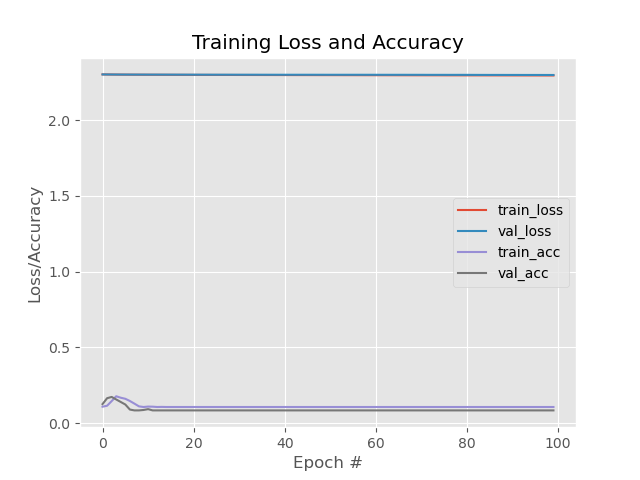 Training Loss and Accuracy
Loss/Accuracy
2.0
1.5
1.0
0.5
0.0
train_loss
val_loss
train_acc
val_acc
0 20 40 60 80 100
Epoch #